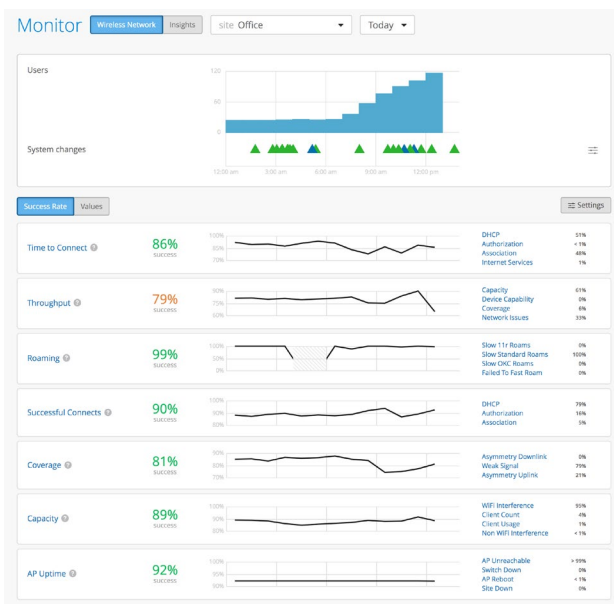 Monitor Wireless Network Insights site Office Today
Users
120
60
0
System changes
12:00 am 3:00 am 6:00 am 9:00 am 12:00 pm
Success Rate Values Settings
Time to Connect ?
86%
success
100%
85%
70%
DHCP 51%
Authorization < 1%
Association 48%
Internet Services 1%
Throughput ?
79%
success
90%
75%
60%
Capacity 61%
Device Capability 0%
Coverage 6%
Network Issues 33%
Roaming ?
99%
success
100%
50%
0%
Slow 11r Roams 0%
Slow Standard Roams 100%
Slow OKC Roams 0%
Failed To Fast Roam 0%
Successful Connects ?
90%
success
100%
90%
80%
DHCP 79%
Authorization 16%
Association 5%
Coverage ?
81%
success
90%
80%
70%
Asymmetry Downlink 0%
Weak Signal 79%
Asymmetry Uplink 21%
Capacity ?
89%
success
100%
90%
80%
WiFi Interference 95%
Client Count 4%
Client Usage 1%
Non WiFi Interference < 1%
AP Uptime ?
92%
success
100%
95%
90%
AP Unreachable > 99%
Switch Down 0%
AP Reboot < 1%
Site Down 0%